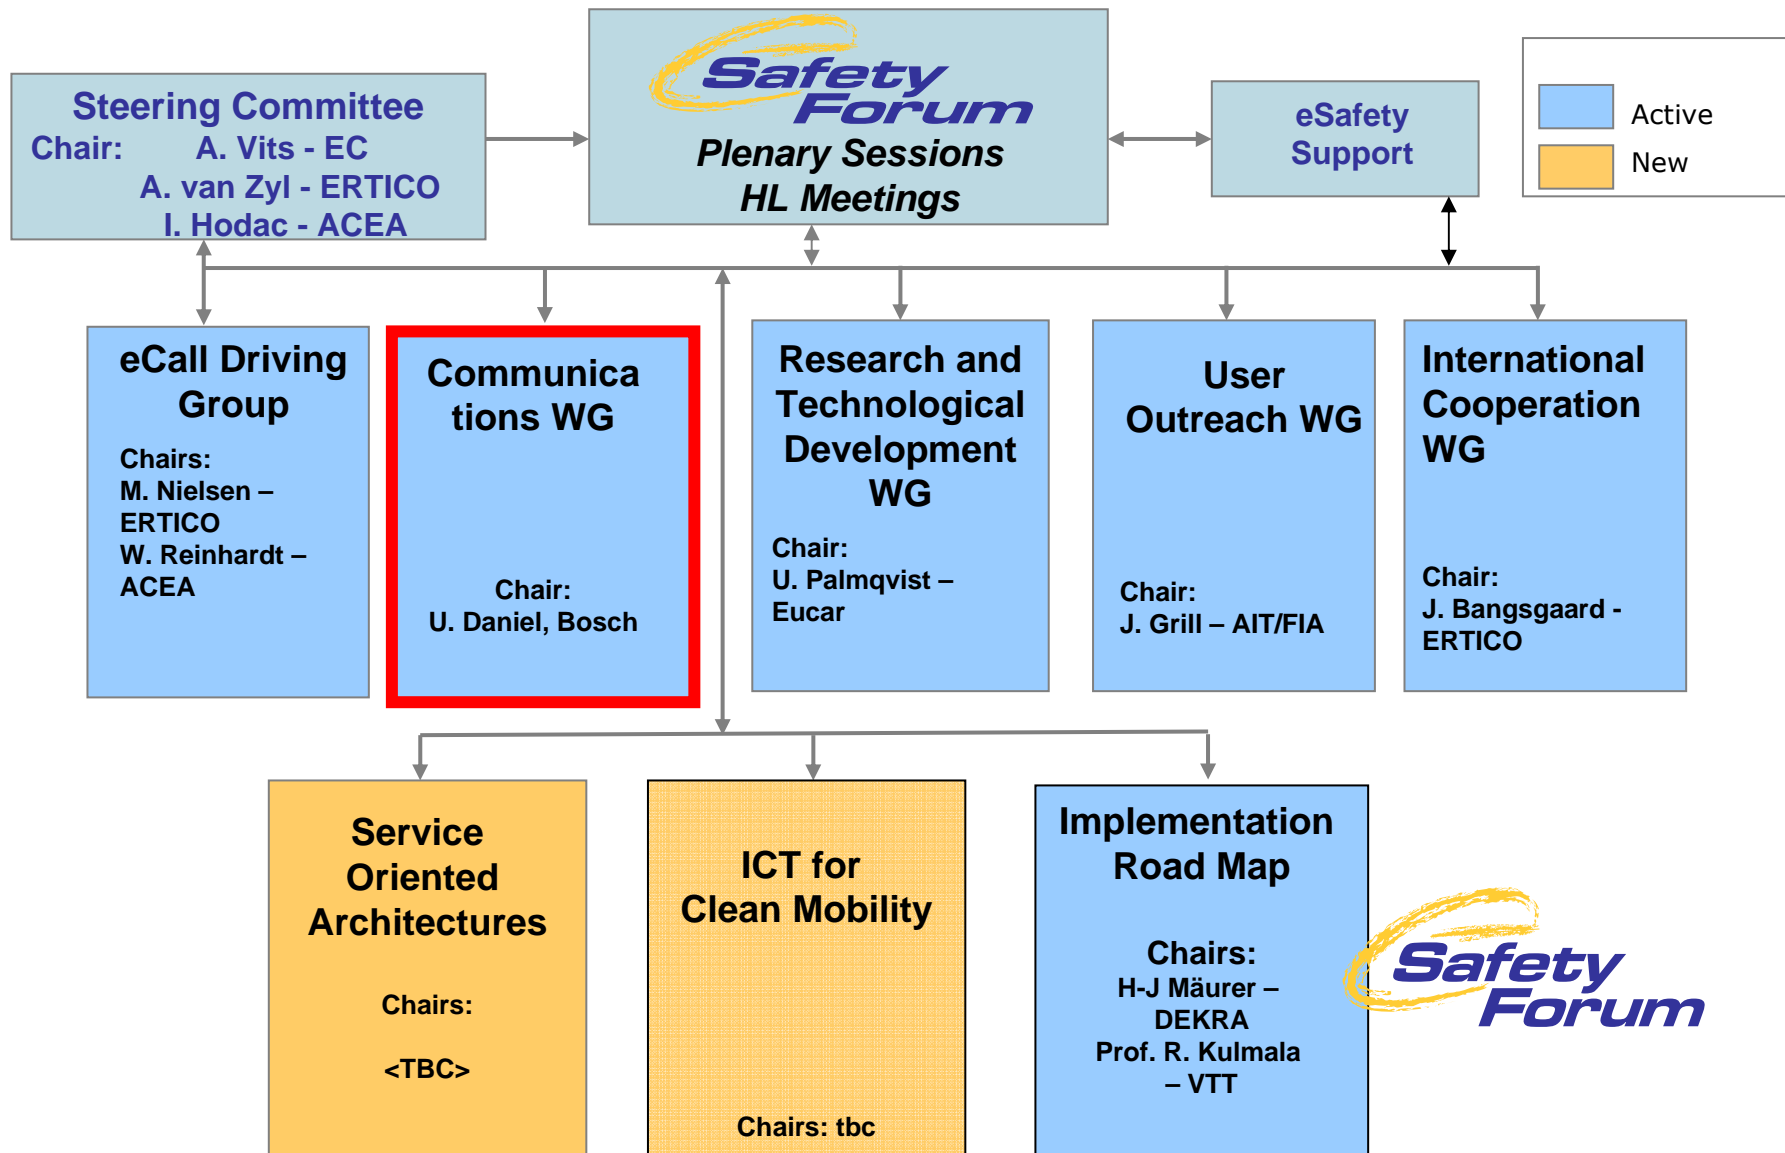 Steering Committee
Chair: A. Vits - EC
A. van Zyl - ERTICO
I. Hodac - ACEA
Safety
Forum
Plenary Sessions
HL Meetings
eSafety
Support
Active
New
eCall Driving
Group
Chairs:
M. Nielsen –
ERTICO
W. Reinhardt –
ACEA
Communica
tions WG
Chair:
U. Daniel, Bosch
Research and
Technological
Development
WG
Chair:
U. Palmqvist –
Eucar
User
Outreach WG
Chair:
J. Grill – AIT/FIA
International
Cooperation
WG
Chair:
J. Bangsgaard -
ERTICO
Service
Oriented
Architectures
Chairs:
<TBC>
ICT for
Clean Mobility
Chairs: tbc
Implementation
Road Map
Chairs:
H-J Mäurer –
DEKRA
Prof. R. Kulmala
– VTT
Safety
Forum